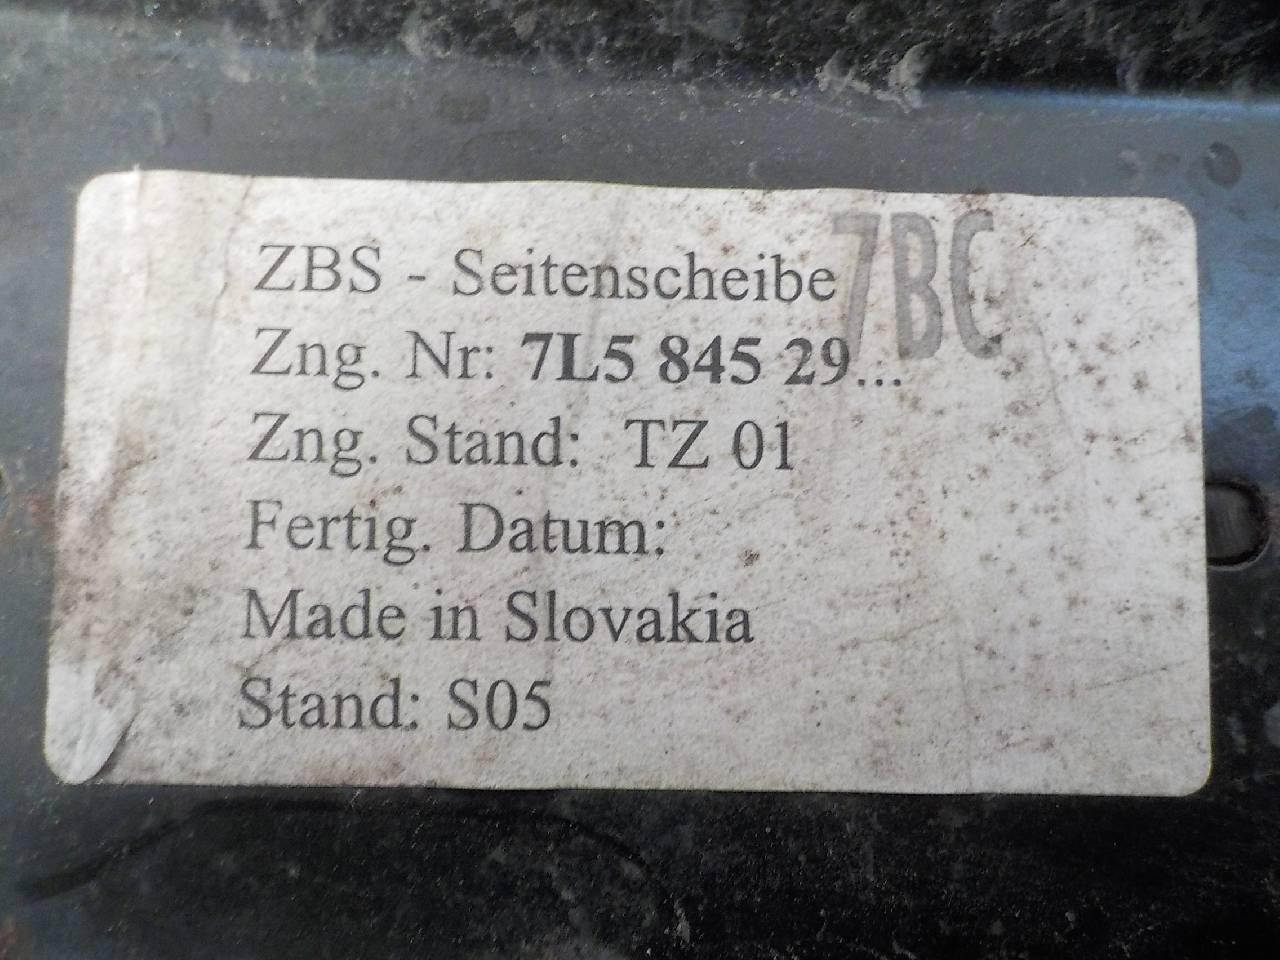 ZBS - Seitenscheibe
7BC
Zng. Nr: 7L5 845 29...
Zng. Stand: TZ 01
Fertig. Datum:
Made in Slovakia
Stand: S05